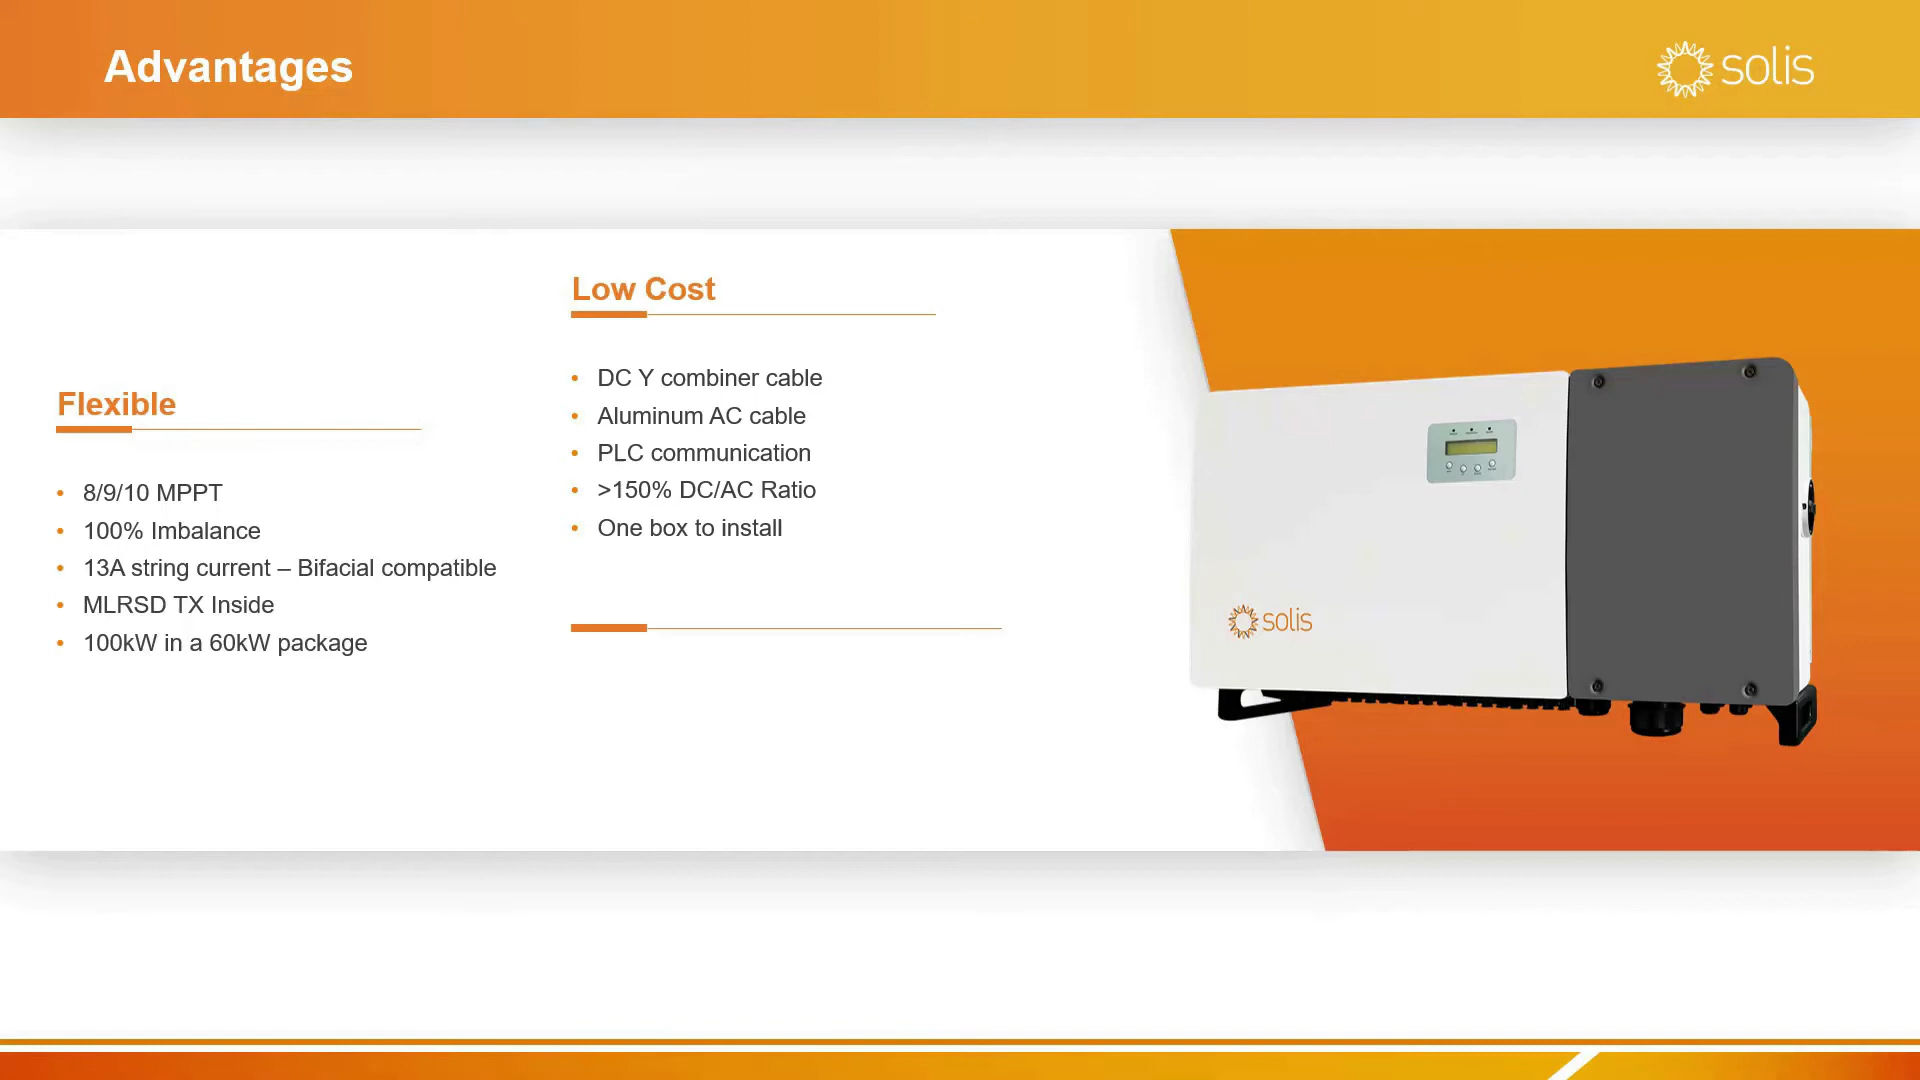 Advantages
solis
Low Cost
DC Y combiner cable
Aluminum AC cable
PLC communication
>150% DC/AC Ratio
One box to install
Flexible
8/9/10 MPPT
100% Imbalance
13A string current – Bifacial compatible
MLRSD TX Inside
100kW in a 60kW package
solis